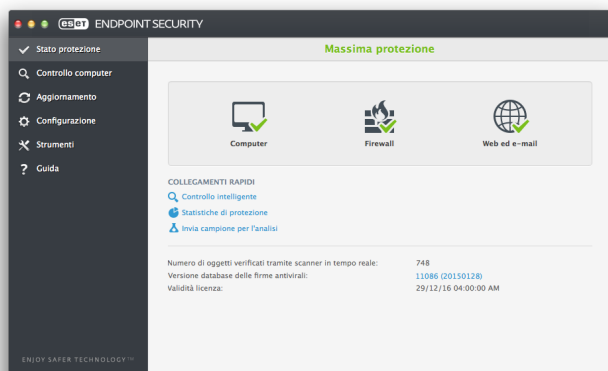 eset ENDPOINT SECURITY
Stato protezione
Controllo computer
Aggiornamento
Configurazione
Strumenti
? Guida
ENJOY SAFER TECHNOLOGY™
Massima protezione
Computer
Firewall
Web ed e-mail
COLLEGAMENTI RAPIDI
Controllo intelligente
Statistiche di protezione
Invia campione per l'analisi
Numero di oggetti verificati tramite scanner in tempo reale: 748
Versione database delle firme antivirali: 11086 (20150128)
Validità licenza: 29/12/16 04:00:00 AM